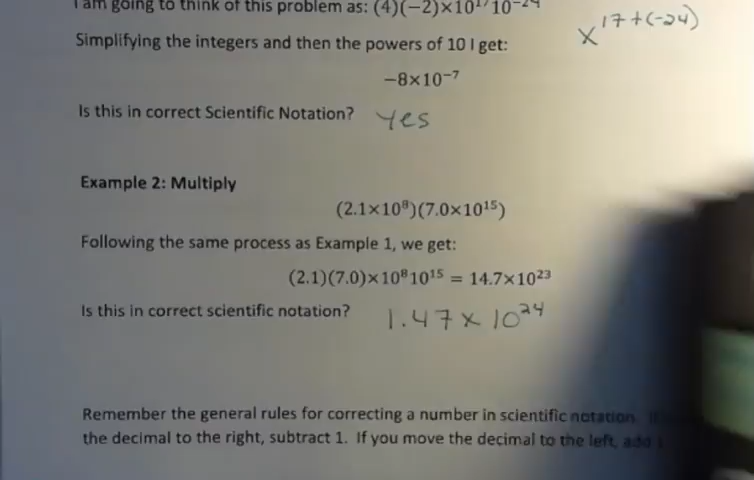 I am going to think of this problem as: (4)(−2)×10¹⁷10⁻²⁴
x¹⁷⁺⁽⁻²⁴⁾
Simplifying the integers and then the powers of 10 I get:
−8×10⁻⁷
Is this in correct Scientific Notation? Yes
Example 2: Multiply
(2.1×10⁸)(7.0×10¹⁵)
Following the same process as Example 1, we get:
(2.1)(7.0)×10⁸10¹⁵ = 14.7×10²³
Is this in correct scientific notation? 1.47 × 10²⁴
Remember the general rules for correcting a number in scientific notation.
the decimal to the right, subtract 1. If you move the decimal to the left, add